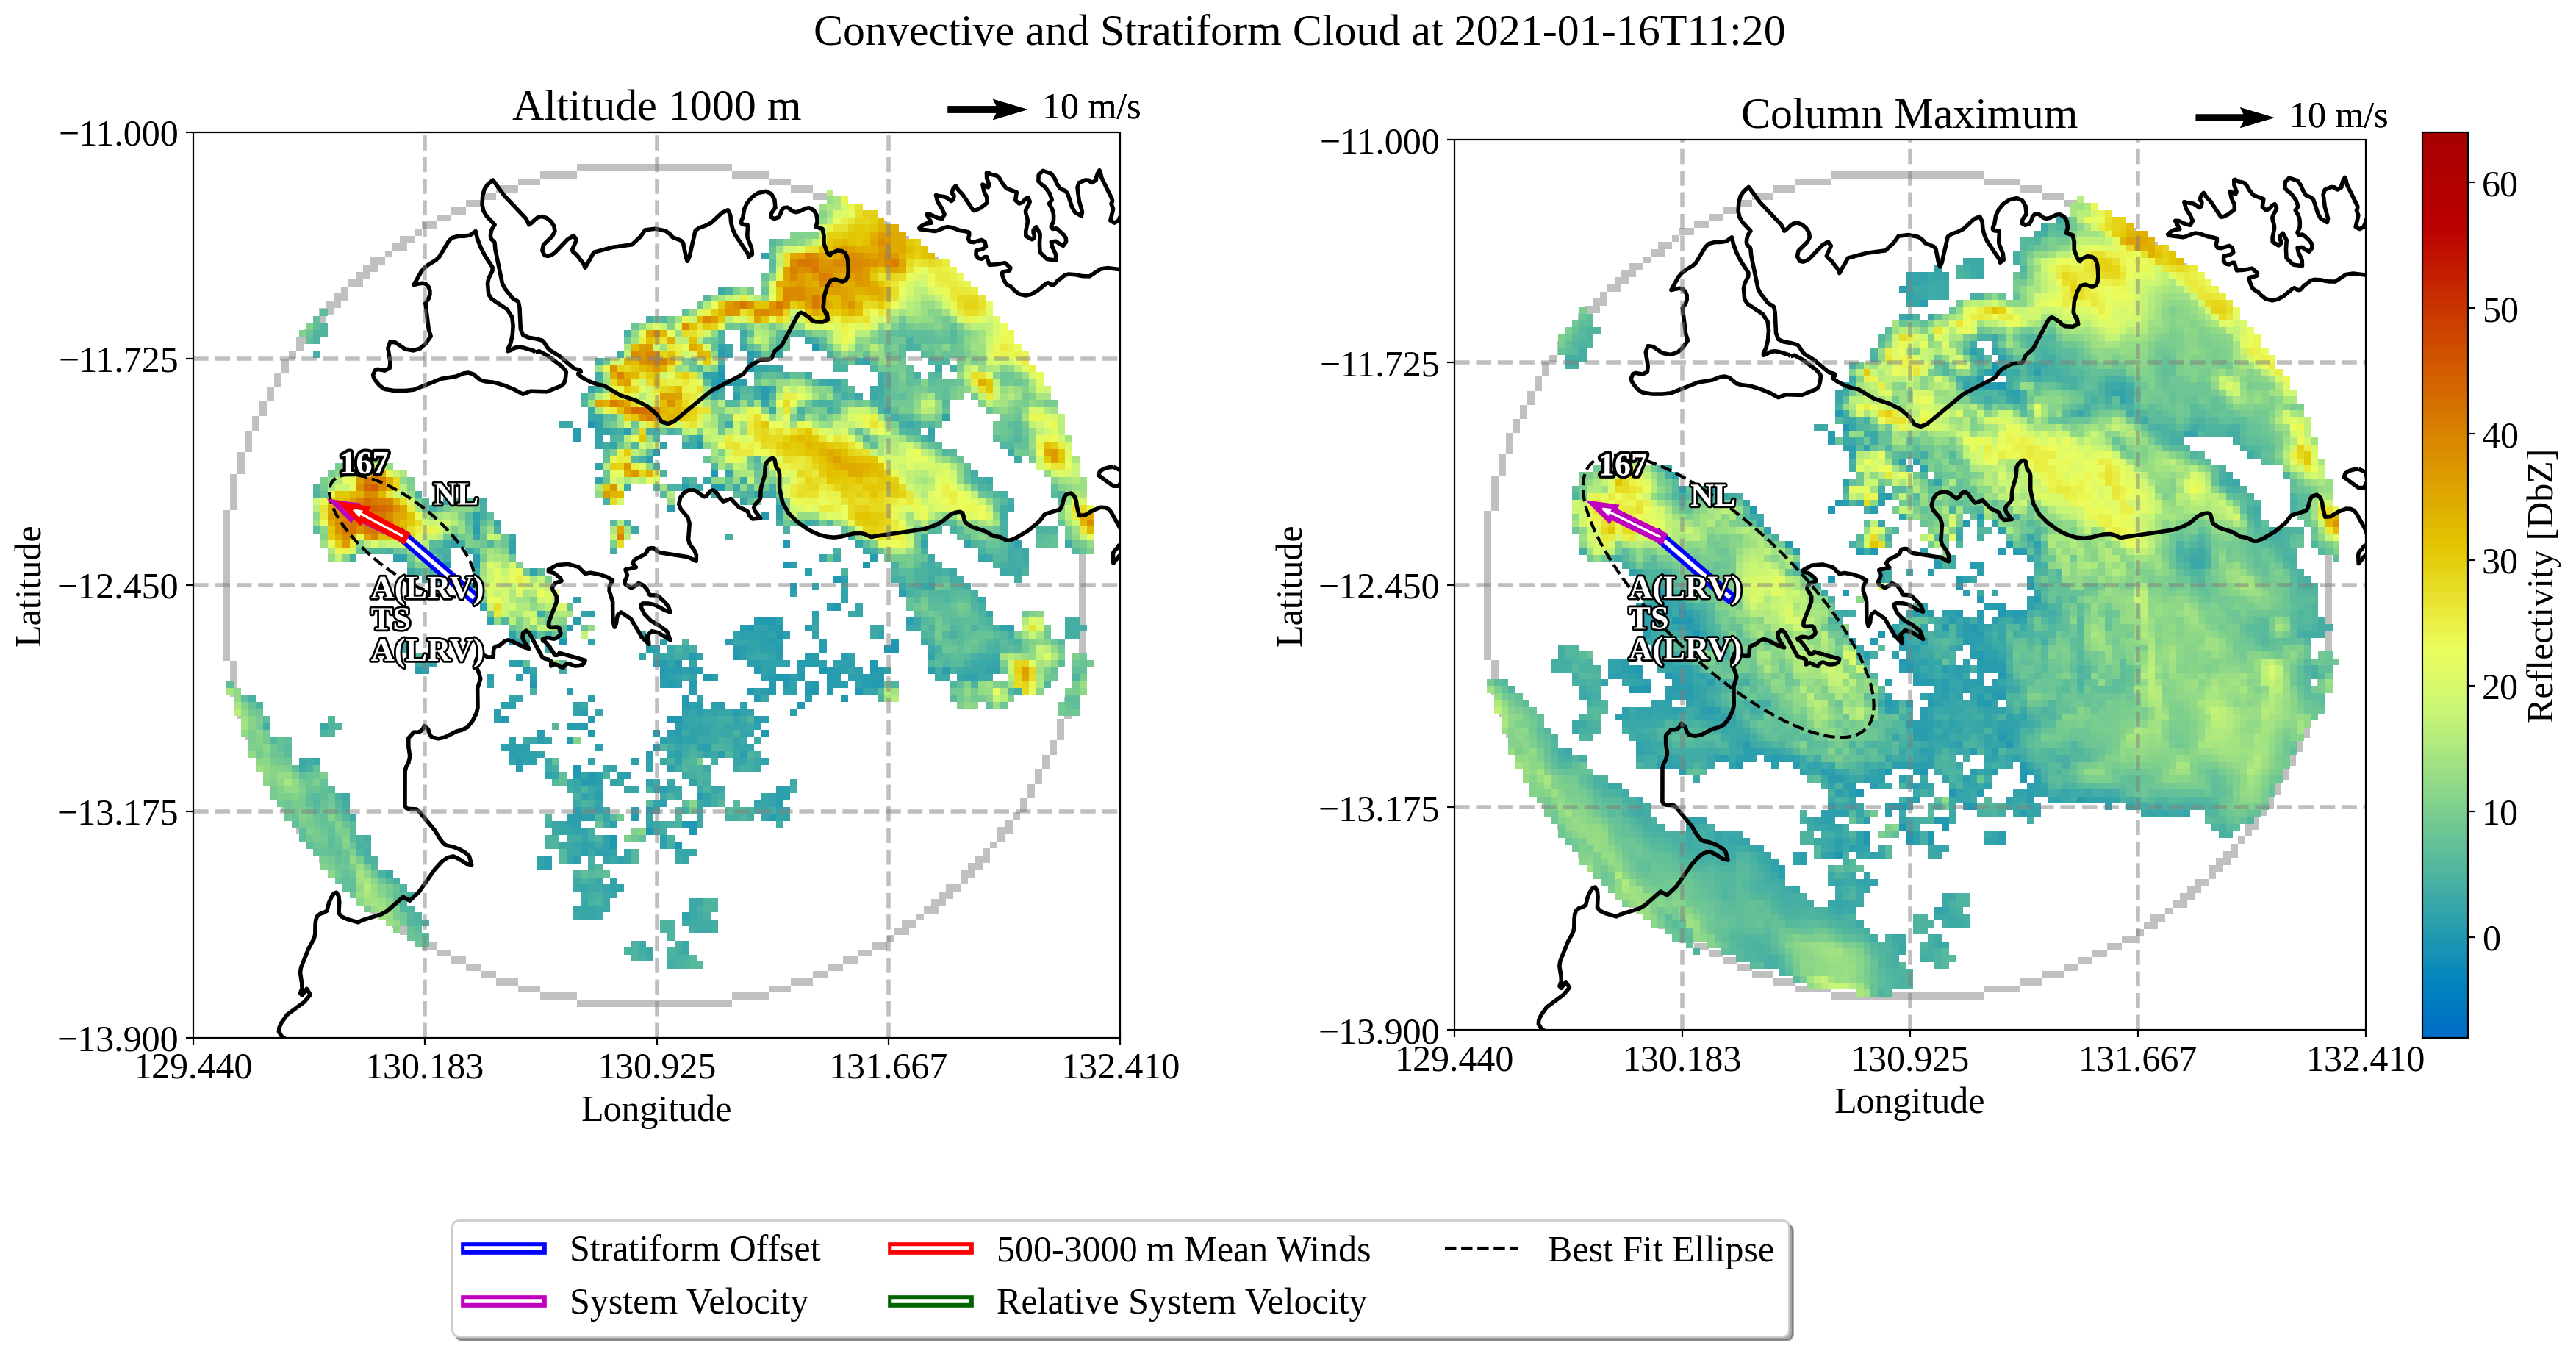 Convective and Stratiform Cloud at 2021-01-16T11:20
Altitude 1000 m
10 m/s
−11.000
−11.725
−12.450
−13.175
−13.900
Latitude
129.440
130.183
130.925
131.667
132.410
Longitude
167
NL
A(LRV)
TS
A(LRV)
Column Maximum
10 m/s
−11.000
−11.725
−12.450
−13.175
−13.900
Latitude
129.440
130.183
130.925
131.667
132.410
Longitude
167
NL
A(LRV)
TS
A(LRV)
60
50
40
30
20
10
0
Reflectivity [DbZ]
Stratiform Offset
System Velocity
500-3000 m Mean Winds
Relative System Velocity
Best Fit Ellipse